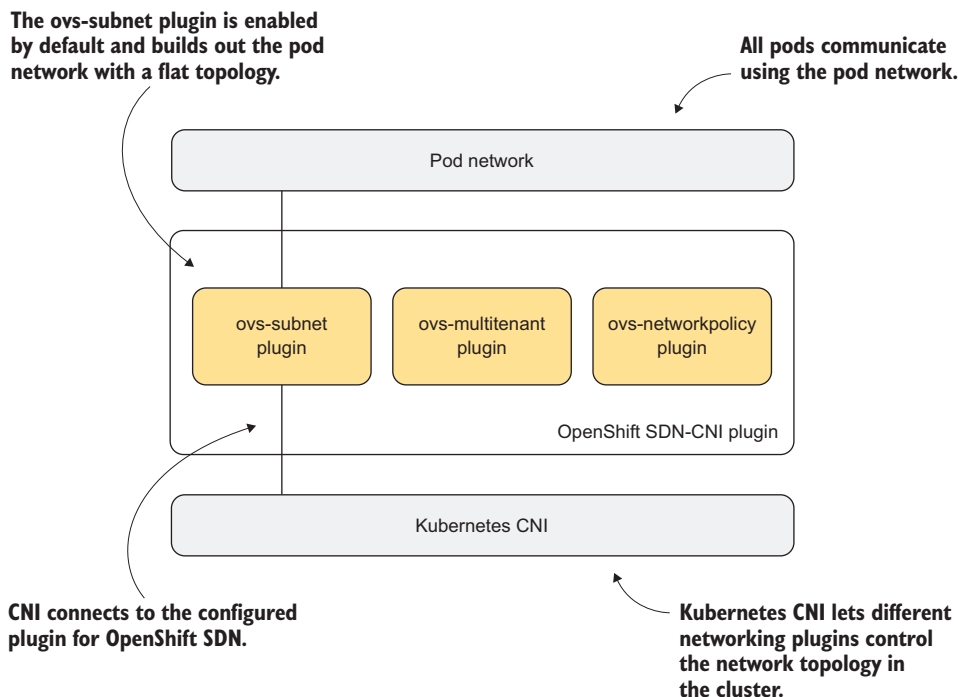 The ovs-subnet plugin is enabled
by default and builds out the pod
network with a flat topology.
All pods communicate
using the pod network.
Pod network
ovs-subnet
plugin
ovs-multitenant
plugin
ovs-networkpolicy
plugin
OpenShift SDN-CNI plugin
Kubernetes CNI
CNI connects to the configured
plugin for OpenShift SDN.
Kubernetes CNI lets different
networking plugins control
the network topology in
the cluster.